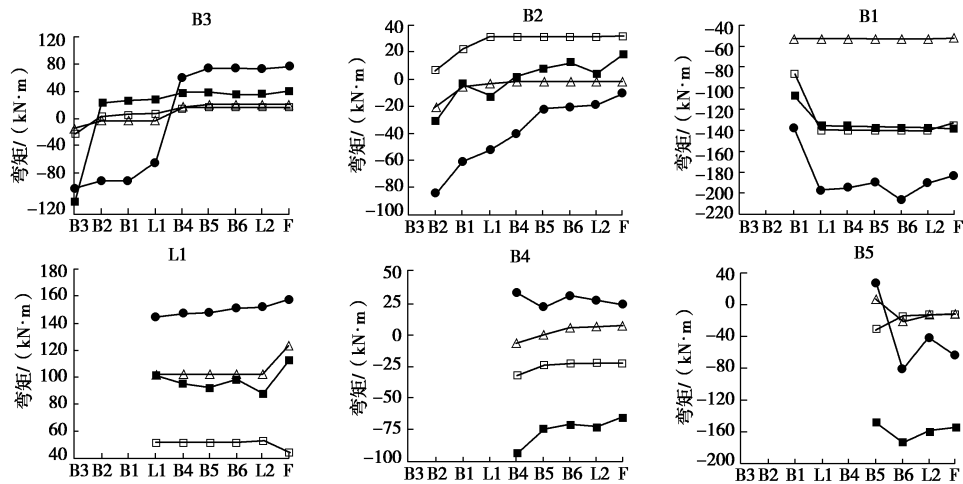 B3
弯矩/(kN·m)
120
80
40
0
-40
-80
-120
B3 B2 B1 L1 B4 B5 B6 L2 F
B2
弯矩/(kN·m)
40
20
0
-20
-40
-60
-80
-100
B3 B2 B1 L1 B4 B5 B6 L2 F
B1
弯矩/(kN·m)
-40
-60
-80
-100
-120
-140
-160
-180
-200
-220
B3 B2 B1 L1 B4 B5 B6 L2 F
L1
弯矩/(kN·m)
180
160
140
120
100
80
60
40
B3 B2 B1 L1 B4 B5 B6 L2 F
B4
弯矩/(kN·m)
50
25
0
-25
-50
-75
-100
B3 B2 B1 L1 B4 B5 B6 L2 F
B5
弯矩/(kN·m)
40
0
-40
-80
-120
-160
-200
B3 B2 B1 L1 B4 B5 B6 L2 F